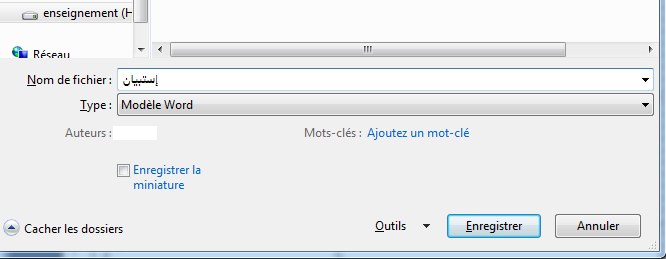 enseignement (H
Réseau
Nom de fichier : إستبيان
Type : Modèle Word
Auteurs : Mots-clés : Ajoutez un mot-clé
Enregistrer la
miniature
Cacher les dossiers Outils Enregistrer Annuler